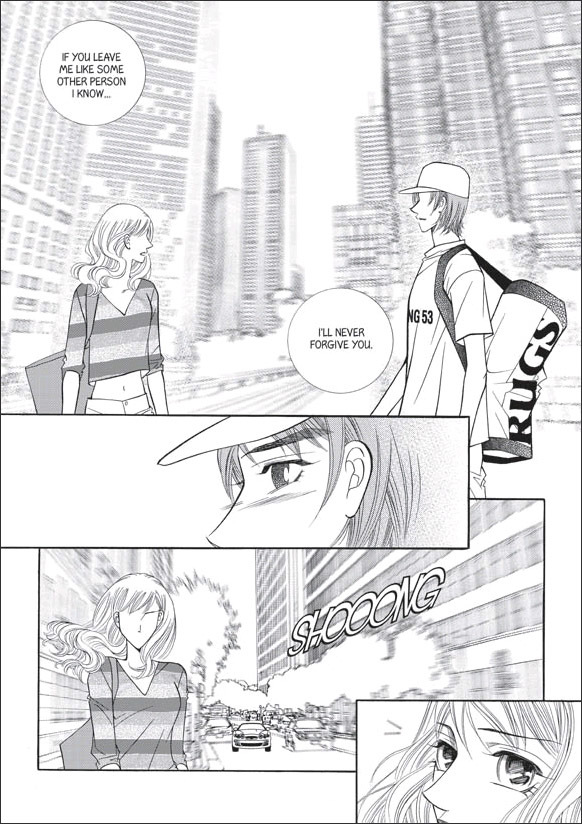 IF YOU LEAVE
ME LIKE SOME
OTHER PERSON
I KNOW...
I'LL NEVER
FORGIVE YOU.
NG 53
RUGS
SHOOONG